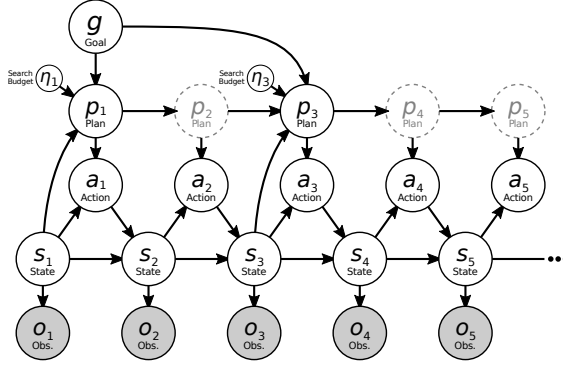 g
Goal
Search
Budget
η1
Search
Budget
η3
p1
Plan
p2
Plan
p3
Plan
p4
Plan
p5
Plan
a1
Action
a2
Action
a3
Action
a4
Action
a5
Action
s1
State
s2
State
s3
State
s4
State
s5
State
o1
Obs.
o2
Obs.
o3
Obs.
o4
Obs.
o5
Obs.